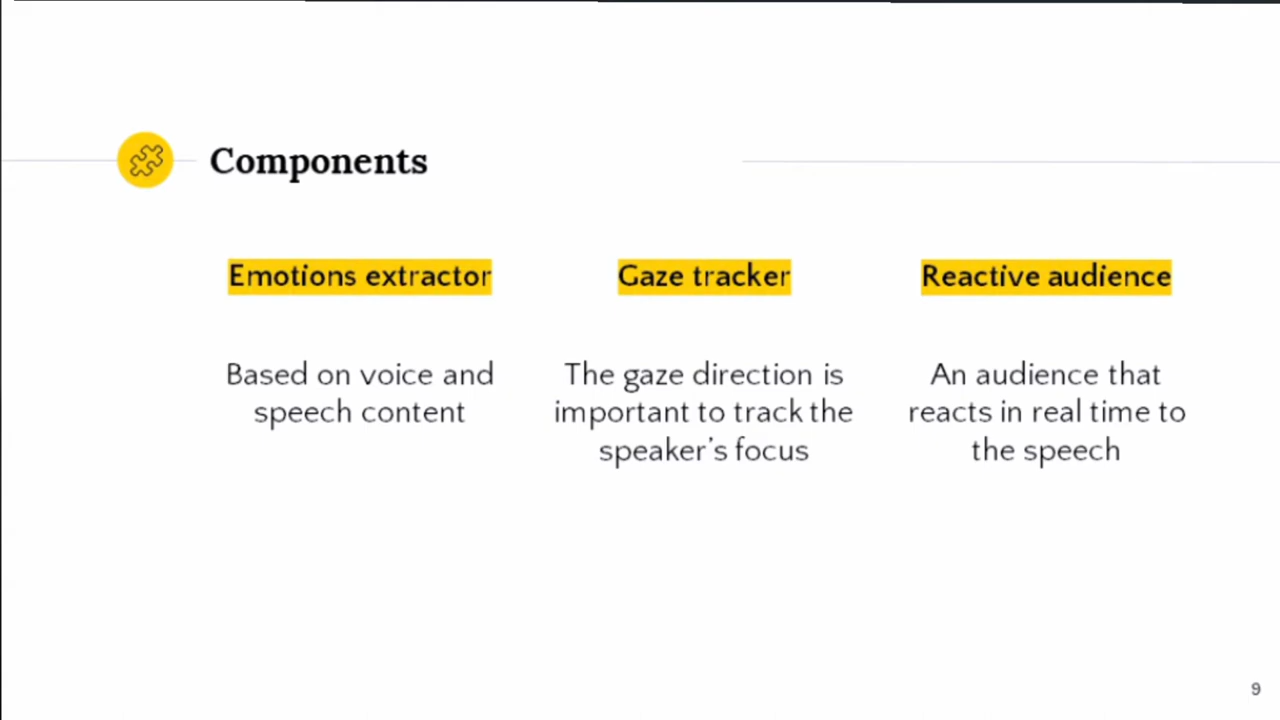 Components
Emotions extractor
Based on voice and
speech content
Gaze tracker
The gaze direction is
important to track the
speaker's focus
Reactive audience
An audience that
reacts in real time to
the speech
9